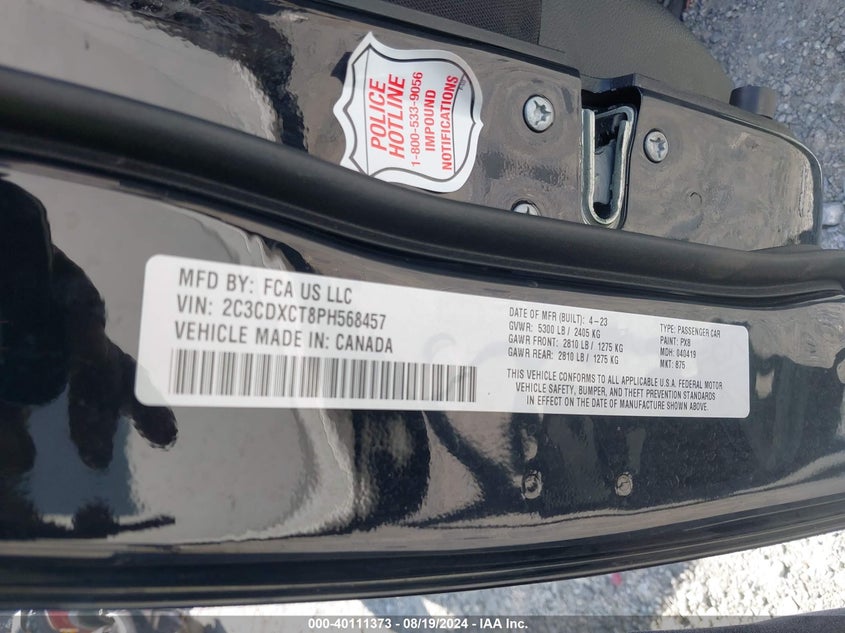 POLICE
HOTLINE
1-800-533-9056
IMPOUND
NOTIFICATIONS
MFD BY: FCA US LLC
VIN: 2C3CDXCT8PH568457
VEHICLE MADE IN: CANADA
DATE OF MFR (BUILT): 4-23
GVWR: 5300 LB / 2405 KG
GAWR FRONT: 2810 LB / 1275 KG
GAWR REAR: 2810 LB / 1275 KG
TYPE: PASSENGER CAR
PAINT: PX8
MDH: 040419
MKT: 875
THIS VEHICLE CONFORMS TO ALL APPLICABLE U.S.A. FEDERAL MOTOR
VEHICLE SAFETY, BUMPER, AND THEFT PREVENTION STANDARDS
IN EFFECT ON THE DATE OF MANUFACTURE SHOWN ABOVE.
000-40111373 - 08/19/2024 - IAA Inc.